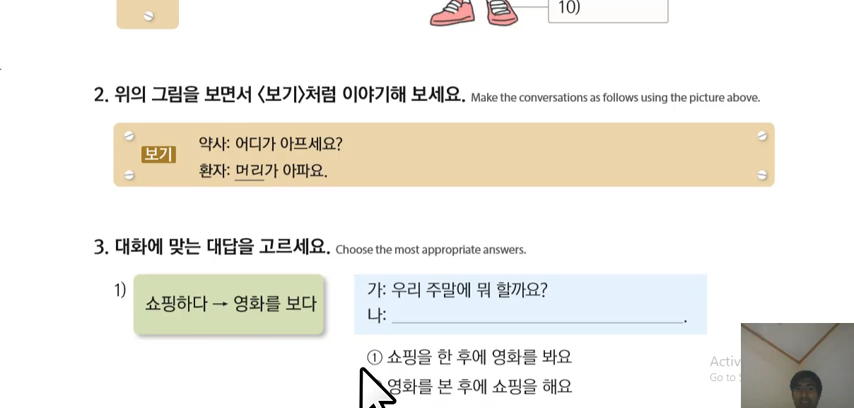 10)
2. 위의 그림을 보면서 <보기>처럼 이야기해 보세요. Make the conversations as follows using the picture above.
보기
약사: 어디가 아프세요?
환자: 머리가 아파요.
3. 대화에 맞는 대답을 고르세요. Choose the most appropriate answers.
1)
쇼핑하다 → 영화를 보다
가: 우리 주말에 뭐 할까요?
나: ______________________________.
① 쇼핑을 한 후에 영화를 봐요
영화를 본 후에 쇼핑을 해요
Go to